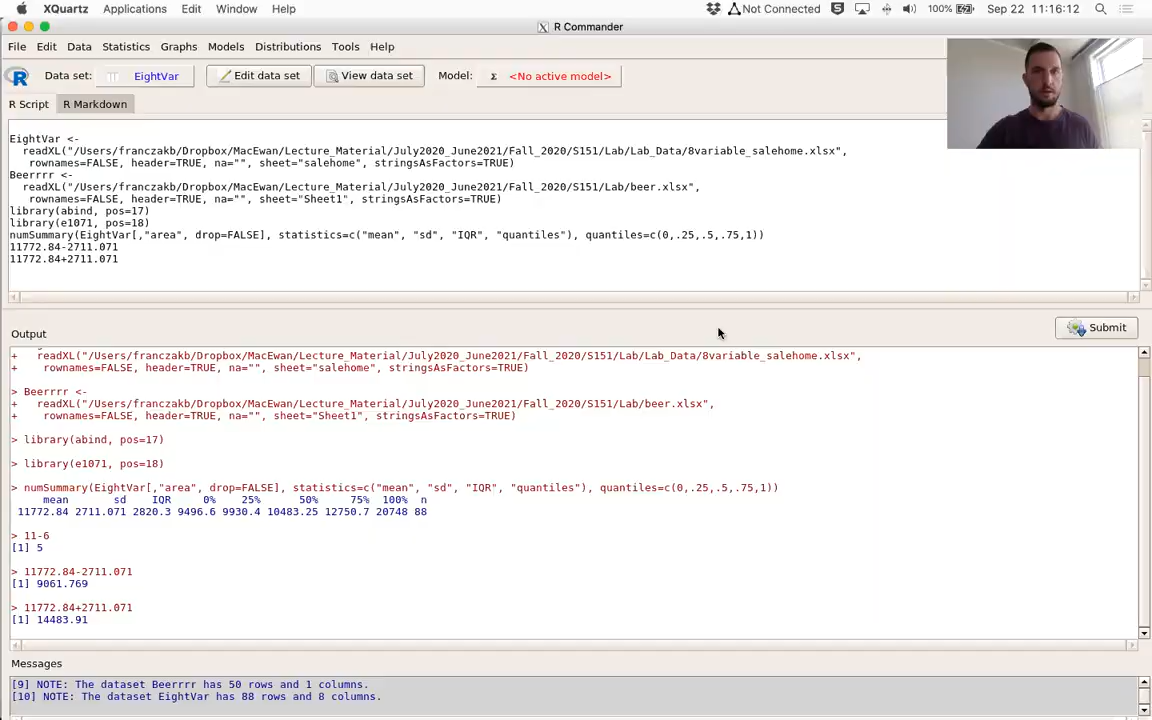 XQuartz Applications Edit Window Help Not Connected 100% Sep 22 11:16:12
R Commander
File Edit Data Statistics Graphs Models Distributions Tools Help
R Data set: EightVar Edit data set View data set Model: Σ <No active model>
R Script R Markdown
EightVar <-
readXL("/Users/franczakb/Dropbox/MacEwan/Lecture_Material/July2020_June2021/Fall_2020/S151/Lab/Lab_Data/8variable_salehome.xlsx",
rownames=FALSE, header=TRUE, na="", sheet="salehome", stringsAsFactors=TRUE)
Beerrrr <-
readXL("/Users/franczakb/Dropbox/MacEwan/Lecture_Material/July2020_June2021/Fall_2020/S151/Lab/beer.xlsx",
rownames=FALSE, header=TRUE, na="", sheet="Sheet1", stringsAsFactors=TRUE)
library(abind, pos=17)
library(e1071, pos=18)
numSummary(EightVar[,"area", drop=FALSE], statistics=c("mean", "sd", "IQR", "quantiles"), quantiles=c(0,.25,.5,.75,1))
11772.84-2711.071
11772.84+2711.071
Output
Submit
+ readXL("/Users/franczakb/Dropbox/MacEwan/Lecture_Material/July2020_June2021/Fall_2020/S151/Lab/Lab_Data/8variable_salehome.xlsx",
+ rownames=FALSE, header=TRUE, na="", sheet="salehome", stringsAsFactors=TRUE)
> Beerrrr <-
+ readXL("/Users/franczakb/Dropbox/MacEwan/Lecture_Material/July2020_June2021/Fall_2020/S151/Lab/beer.xlsx",
+ rownames=FALSE, header=TRUE, na="", sheet="Sheet1", stringsAsFactors=TRUE)
> library(abind, pos=17)
> library(e1071, pos=18)
> numSummary(EightVar[,"area", drop=FALSE], statistics=c("mean", "sd", "IQR", "quantiles"), quantiles=c(0,.25,.5,.75,1))
mean sd IQR 0% 25% 50% 75% 100% n
11772.84 2711.071 2820.3 9496.6 9930.4 10483.25 12750.7 20748 88
> 11-6
[1] 5
> 11772.84-2711.071
[1] 9061.769
> 11772.84+2711.071
[1] 14483.91
Messages
[9] NOTE: The dataset Beerrrr has 50 rows and 1 columns.
[10] NOTE: The dataset EightVar has 88 rows and 8 columns.